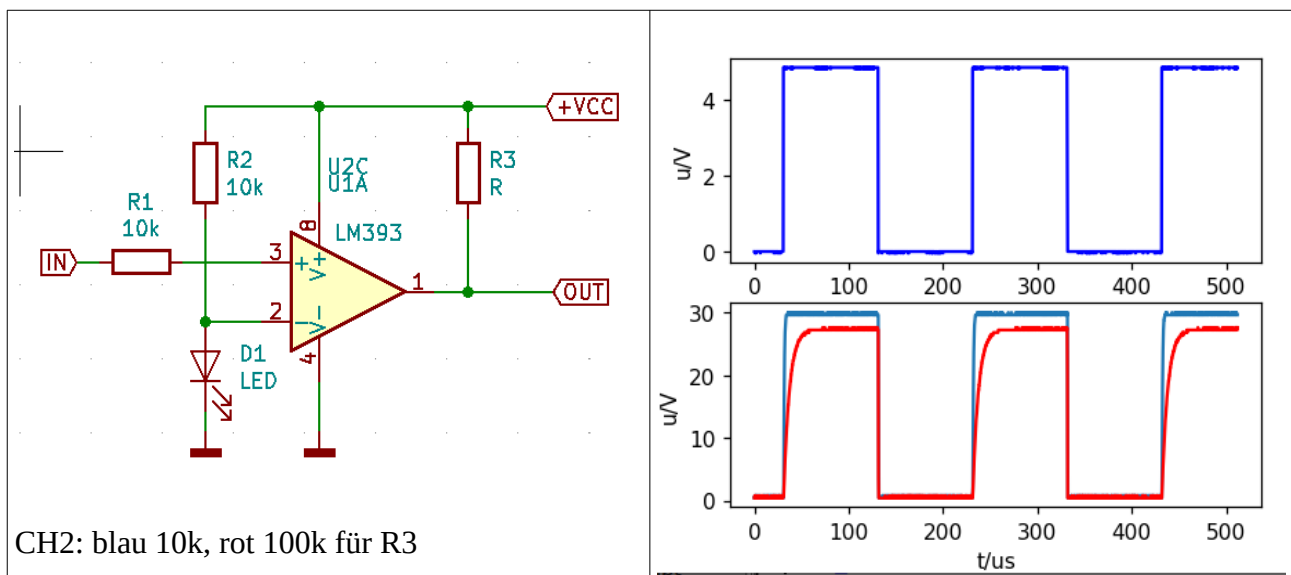 +VCC
R2
10k
U2C
U1A
R3
R
R1
10k
8
LM393
IN
3
+
V+
1
OUT
2
V-
4
D1
LED
CH2: blau 10k, rot 100k für R3
u/V
4
2
0
0 100 200 300 400 500
u/V
30
20
10
0
0 100 200 300 400 500
t/us